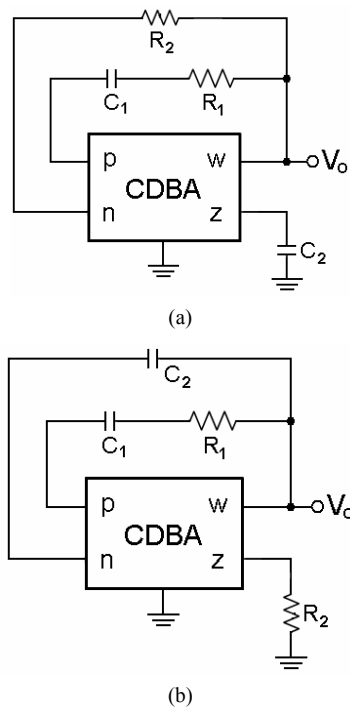 R2
C1 R1
p w Vo
CDBA
n z
C2
(a)
C2
C1 R1
p w Vo
CDBA
n z
R2
(b)